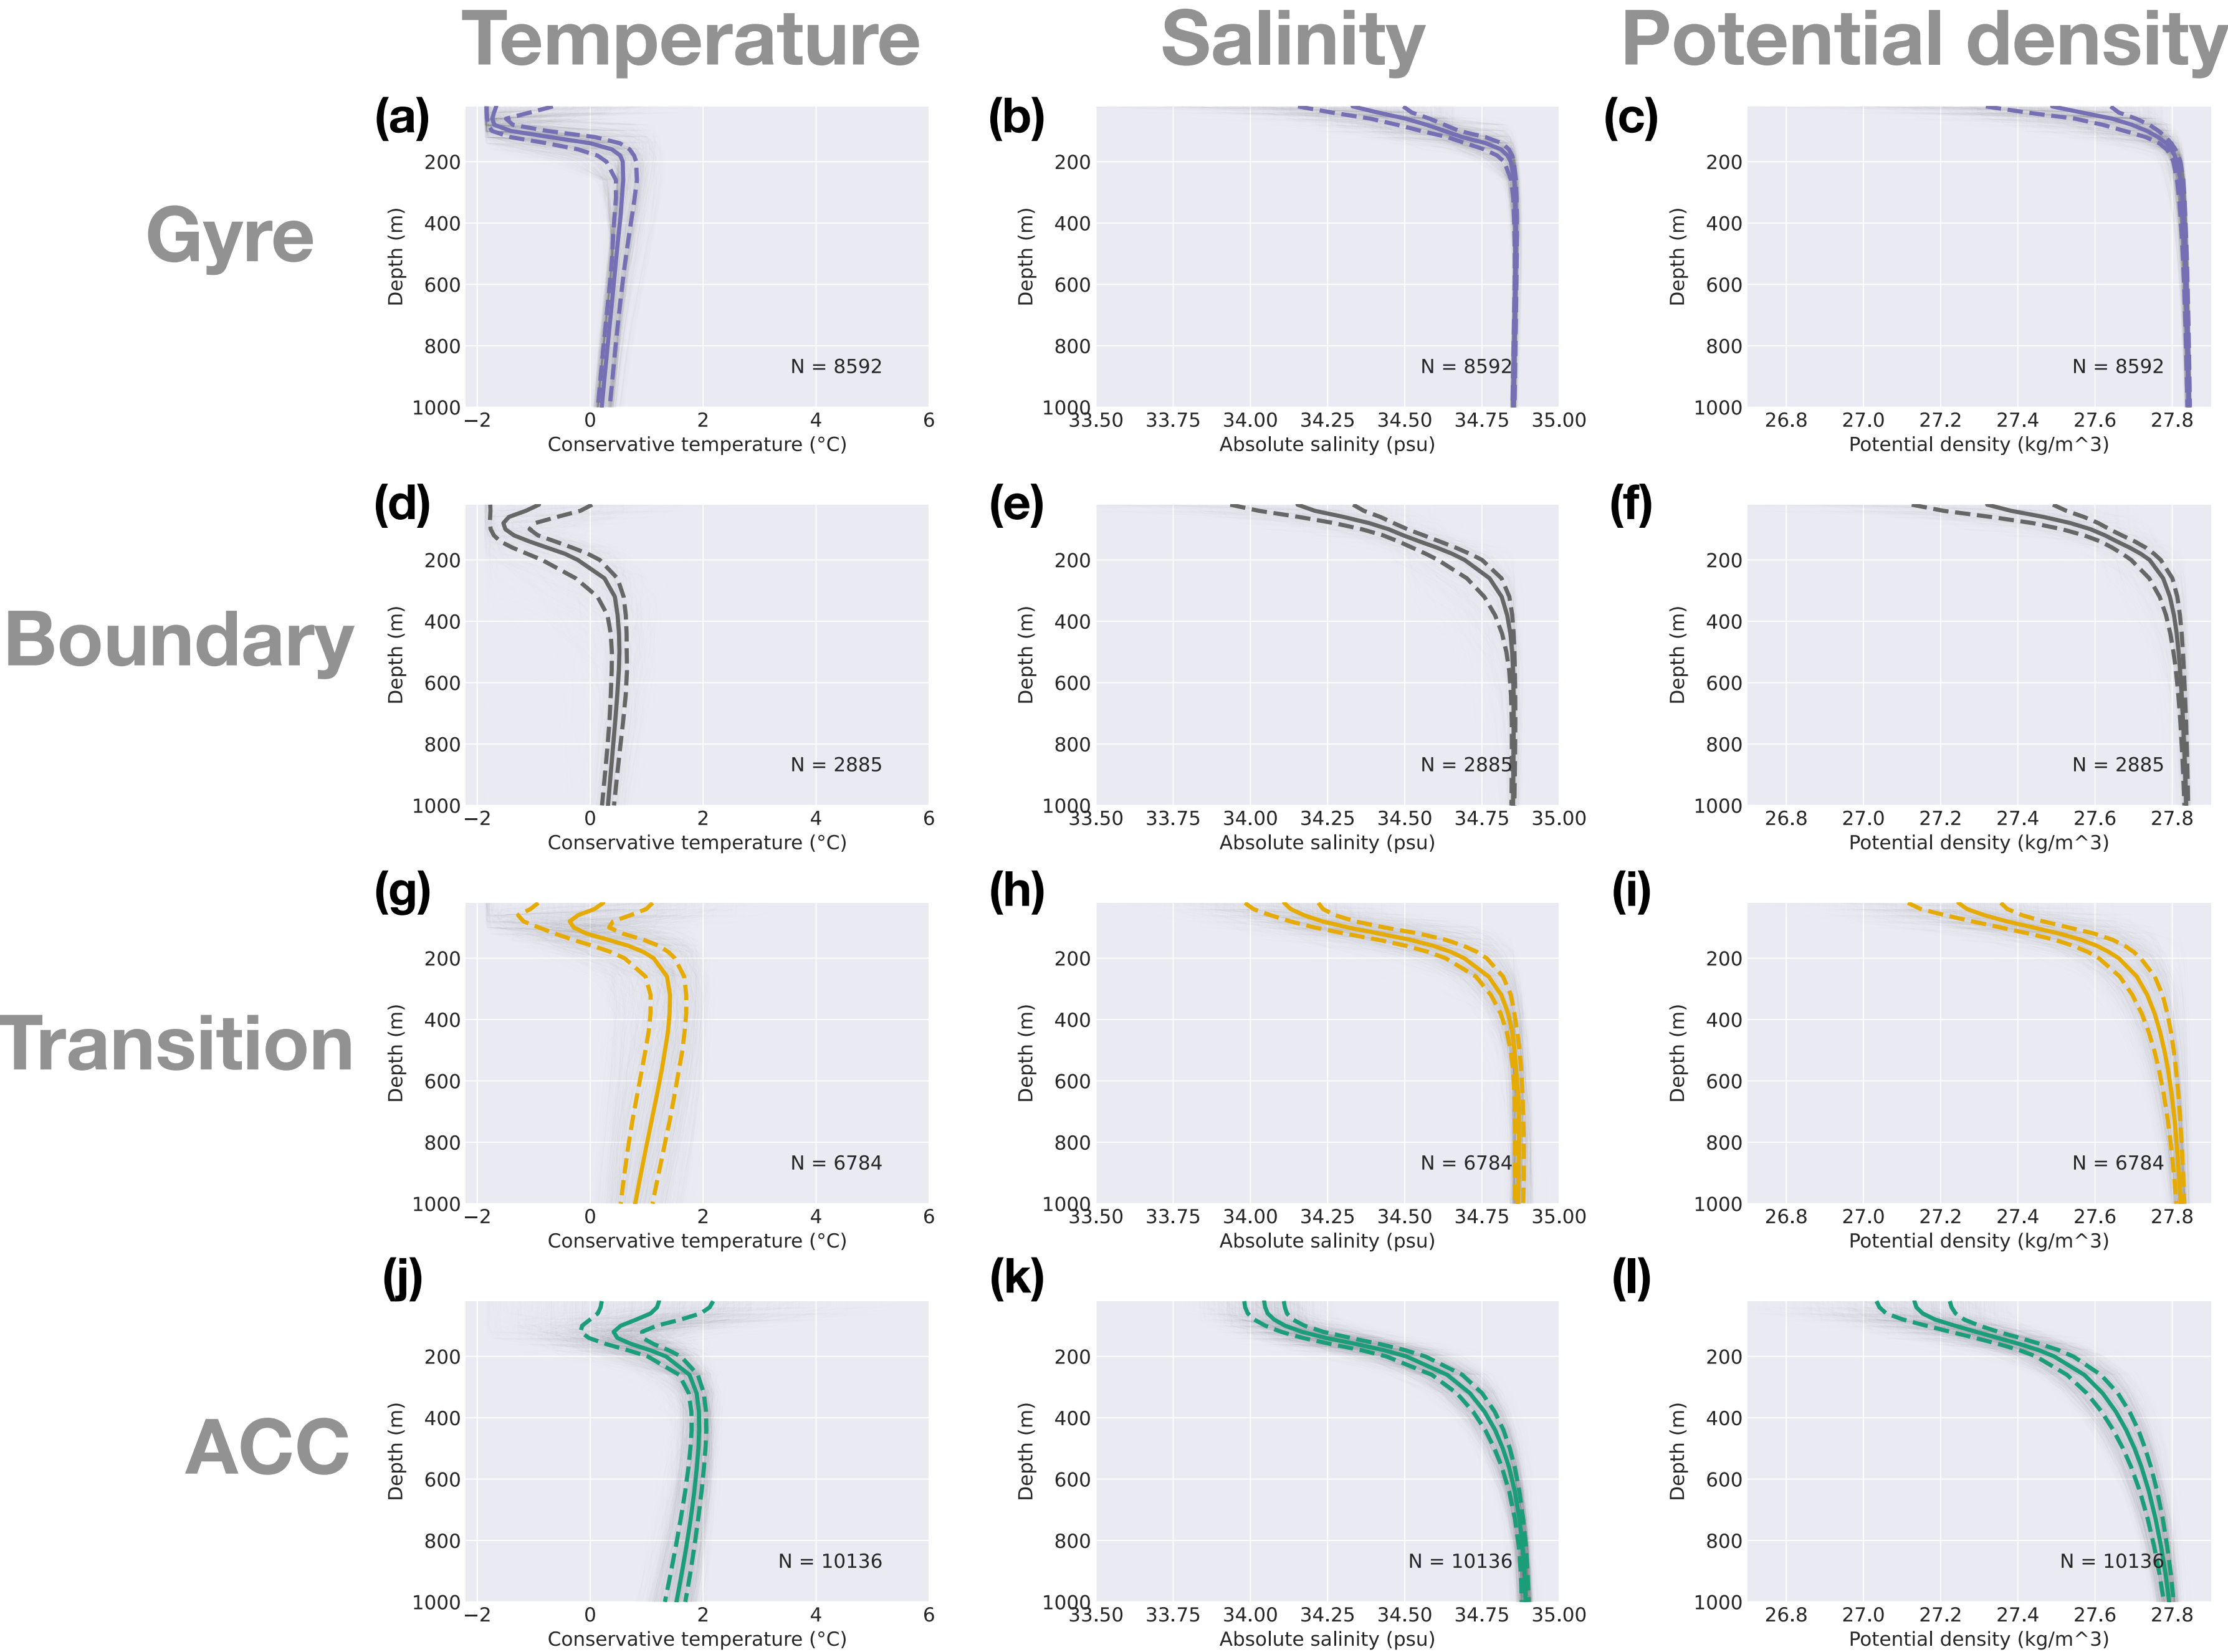 Temperature Salinity Potential density
Gyre
(a)
200
400
600
800
1000
Depth (m)
N = 8592
−2 0 2 4 6
Conservative temperature (°C)
(b)
200
400
600
800
1000
Depth (m)
N = 8592
33.50 33.75 34.00 34.25 34.50 34.75 35.00
Absolute salinity (psu)
(c)
200
400
600
800
1000
Depth (m)
N = 8592
26.8 27.0 27.2 27.4 27.6 27.8
Potential density (kg/m^3)
Boundary
(d)
200
400
600
800
1000
Depth (m)
N = 2885
−2 0 2 4 6
Conservative temperature (°C)
(e)
200
400
600
800
1000
Depth (m)
N = 2885
33.50 33.75 34.00 34.25 34.50 34.75 35.00
Absolute salinity (psu)
(f)
200
400
600
800
1000
Depth (m)
N = 2885
26.8 27.0 27.2 27.4 27.6 27.8
Potential density (kg/m^3)
Transition
(g)
200
400
600
800
1000
Depth (m)
N = 6784
−2 0 2 4 6
Conservative temperature (°C)
(h)
200
400
600
800
1000
Depth (m)
N = 6784
33.50 33.75 34.00 34.25 34.50 34.75 35.00
Absolute salinity (psu)
(i)
200
400
600
800
1000
Depth (m)
N = 6784
26.8 27.0 27.2 27.4 27.6 27.8
Potential density (kg/m^3)
ACC
(j)
200
400
600
800
1000
Depth (m)
N = 10136
−2 0 2 4 6
Conservative temperature (°C)
(k)
200
400
600
800
1000
Depth (m)
N = 10136
33.50 33.75 34.00 34.25 34.50 34.75 35.00
Absolute salinity (psu)
(l)
200
400
600
800
1000
Depth (m)
N = 10136
26.8 27.0 27.2 27.4 27.6 27.8
Potential density (kg/m^3)